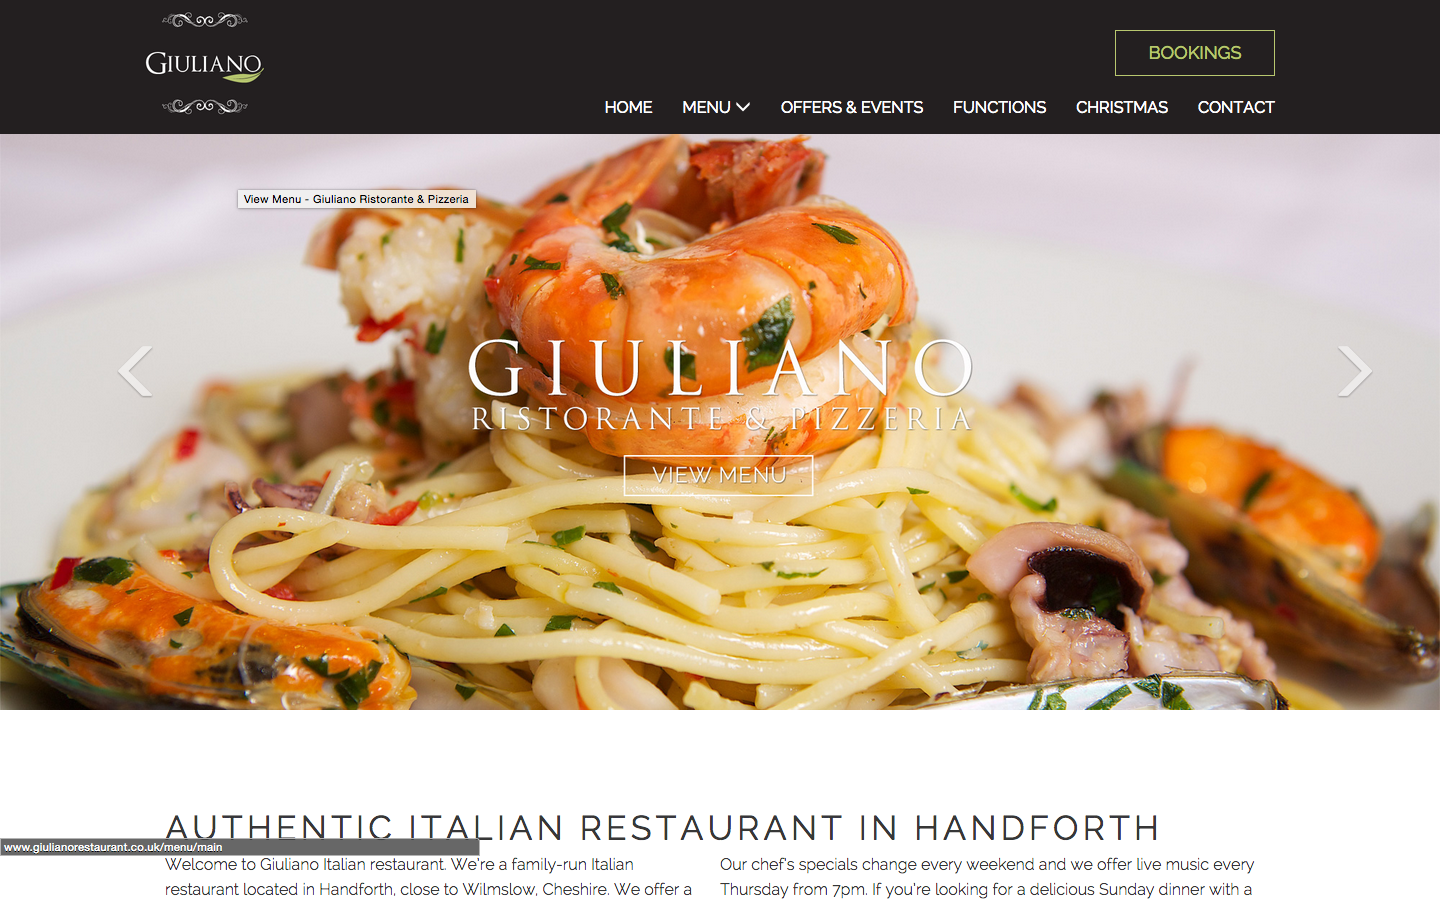 GIULIANO
BOOKINGS
HOME MENU OFFERS & EVENTS FUNCTIONS CHRISTMAS CONTACT
View Menu - Giuliano Ristorante & Pizzeria
GIULIANO
RISTORANTE & PIZZERIA
VIEW MENU
AUTHENTIC ITALIAN RESTAURANT IN HANDFORTH
www.giulianorestaurant.co.uk/menu/main
Welcome to Giuliano Italian restaurant. We're a family-run Italian
restaurant located in Handforth, close to Wilmslow, Cheshire. We offer a
Our chef's specials change every weekend and we offer live music every
Thursday from 7pm. If you're looking for a delicious Sunday dinner with a